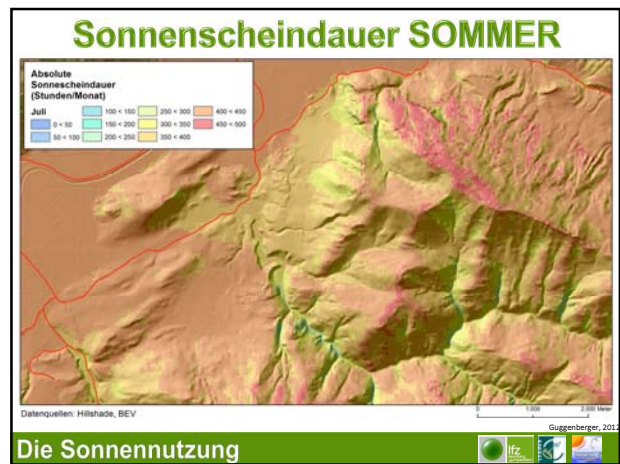 Sonnenscheindauer SOMMER
Absolute
Sonnescheindauer
(Stunden/Monat)
Juli
0 < 50
50 < 100
100 < 150
150 < 200
200 < 250
250 < 300
300 < 350
350 < 400
400 < 450
450 < 500
Datenquellen: Hillshade, BEV
0 1.000 2.000 Meter
Guggenberger, 2012
Die Sonnennutzung
lfz